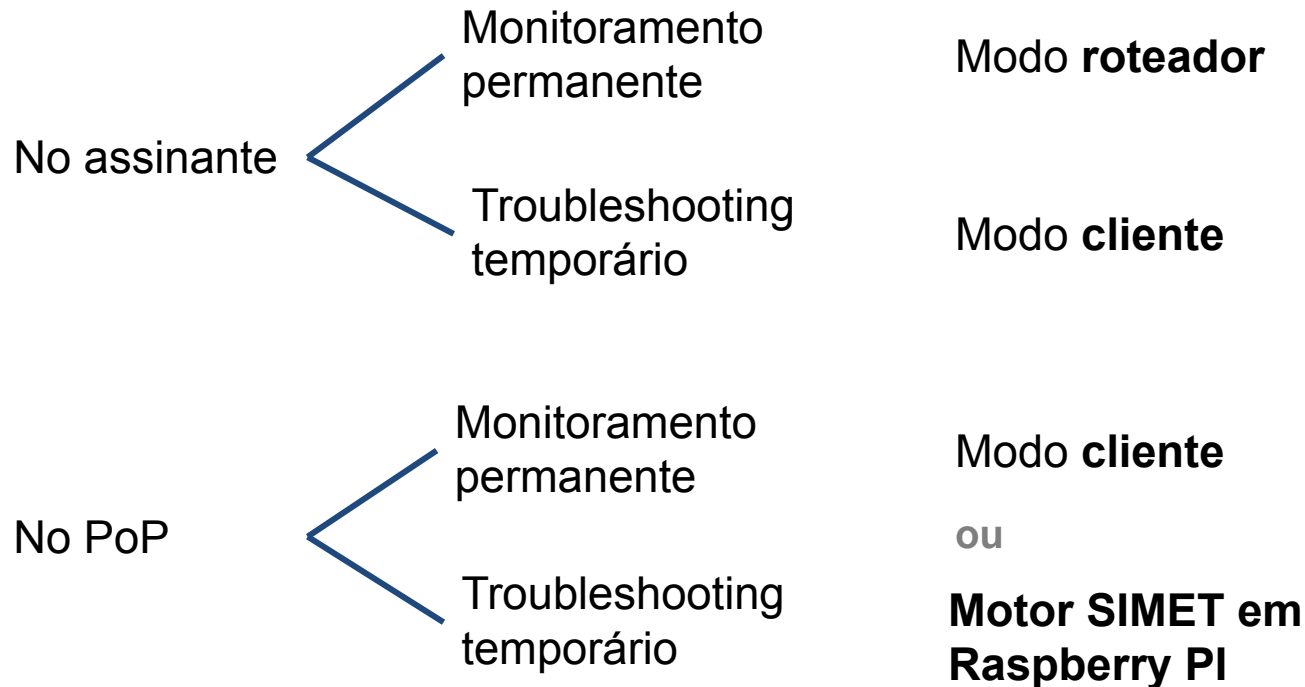 Monitoramento
permanente
Modo roteador
No assinante
Troubleshooting
temporário
Modo cliente
Monitoramento
permanente
Modo cliente
No PoP
ou
Troubleshooting
temporário
Motor SIMET em
Raspberry PI